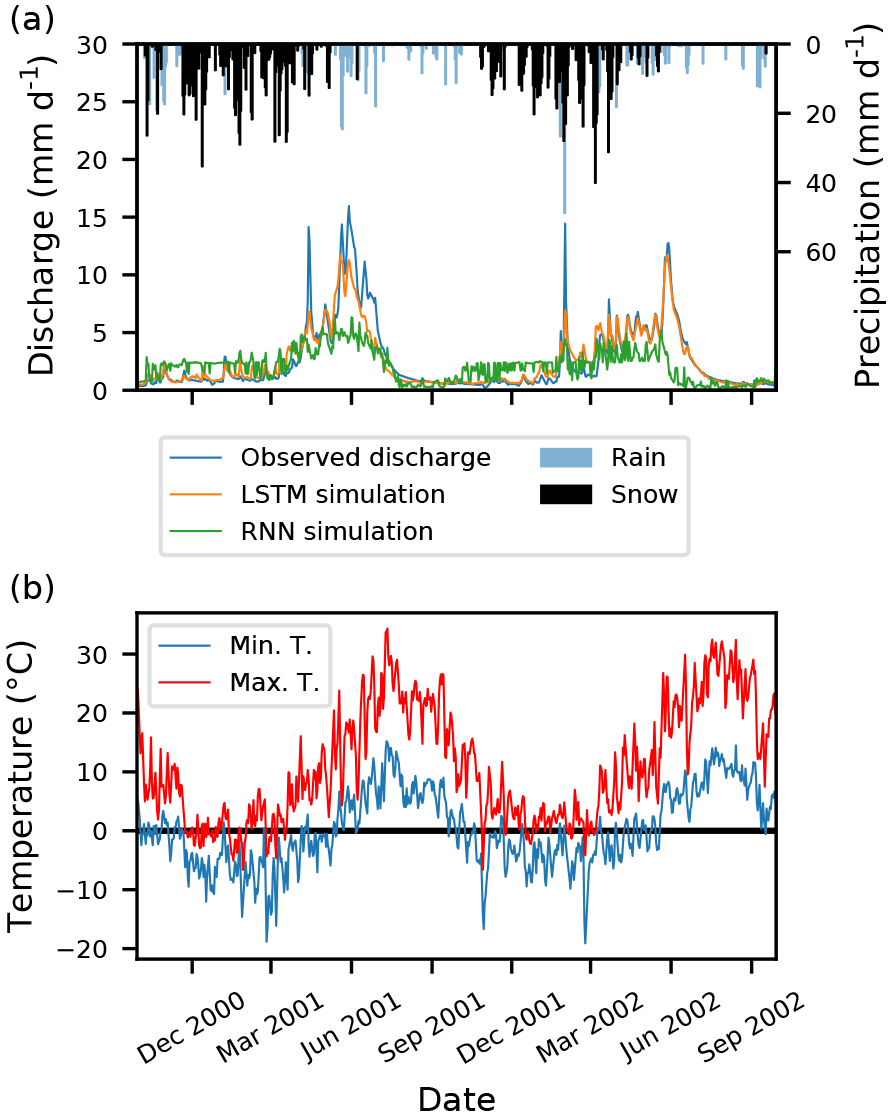 (a)
30
25
20
15
10
5
0
Discharge (mm d⁻¹)
0
20
40
60
Precipitation (mm d⁻¹)
Observed discharge
LSTM simulation
RNN simulation
Rain
Snow
(b)
Min. T.
Max. T.
30
20
10
0
−10
−20
Temperature (°C)
Dec 2000
Mar 2001
Jun 2001
Sep 2001
Dec 2001
Mar 2002
Jun 2002
Sep 2002
Date